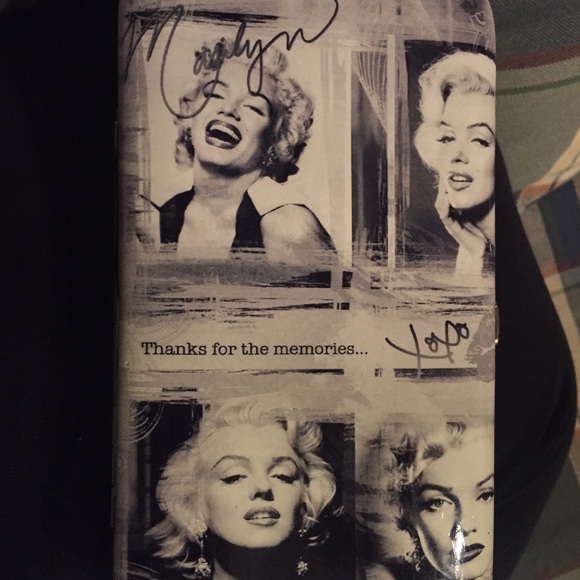 Marilyn
Thanks for the memories...
xoxo